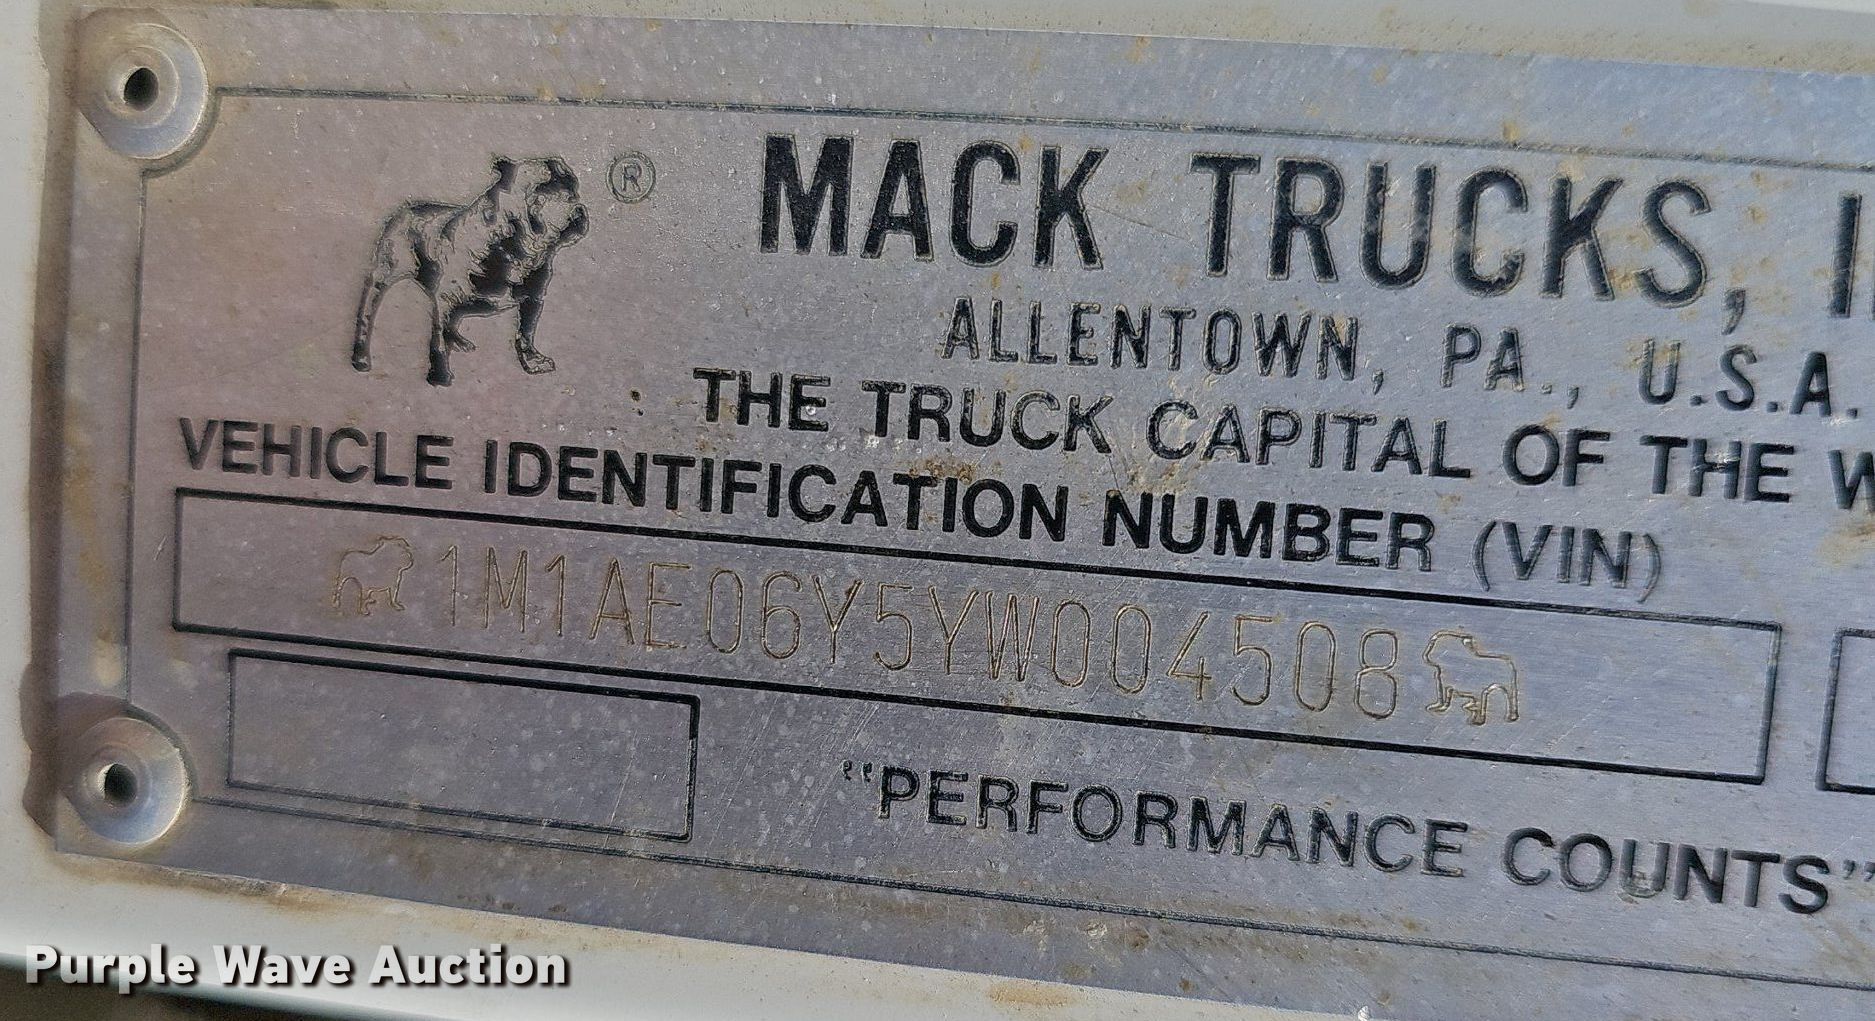 ®
MACK TRUCKS,
ALLENTOWN, PA., U.S.A.
THE TRUCK CAPITAL OF THE
VEHICLE IDENTIFICATION NUMBER (VIN)
1M1AE06Y5YW004508
"PERFORMANCE COUNTS"
Purple Wave Auction